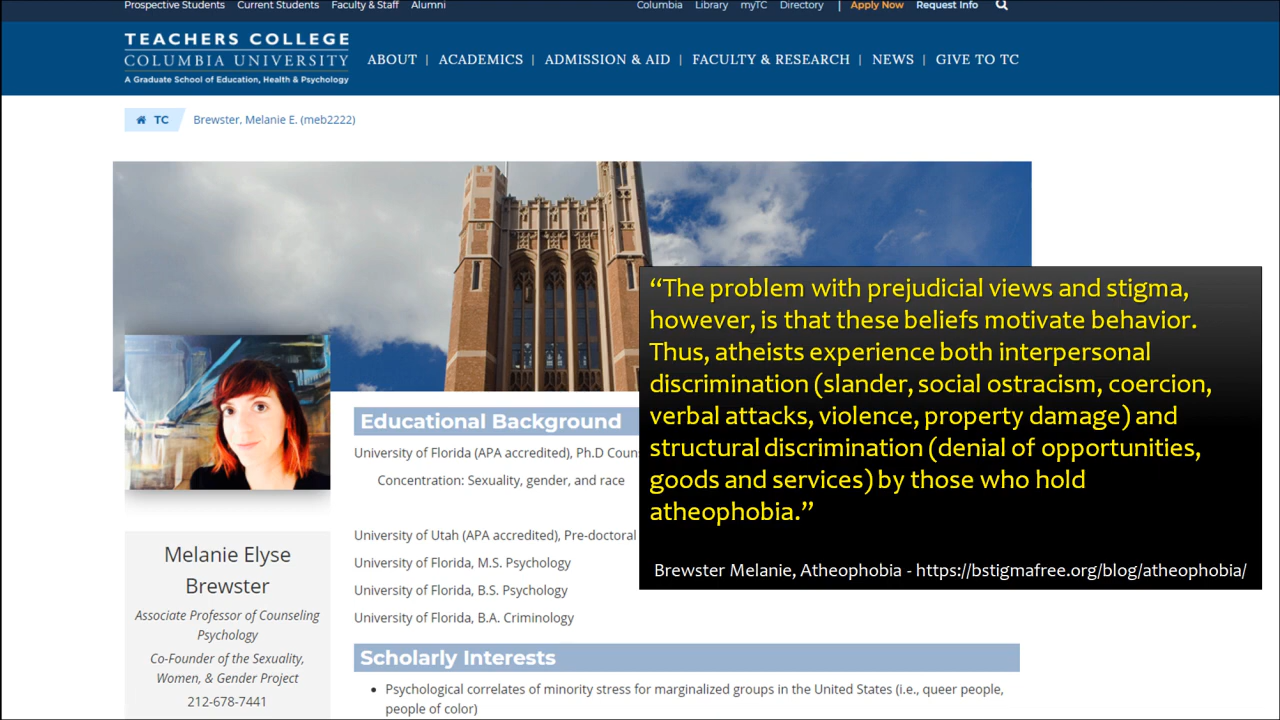 Prospective Students Current Students Faculty & Staff Alumni Columbia Library myTC Directory | Apply Now Request Info
TEACHERS COLLEGE
COLUMBIA UNIVERSITY
A Graduate School of Education, Health & Psychology
ABOUT | ACADEMICS | ADMISSION & AID | FACULTY & RESEARCH | NEWS | GIVE TO TC
TC Brewster, Melanie E. (meb2222)
“The problem with prejudicial views and stigma,
however, is that these beliefs motivate behavior.
Thus, atheists experience both interpersonal
discrimination (slander, social ostracism, coercion,
verbal attacks, violence, property damage) and
structural discrimination (denial of opportunities,
goods and services) by those who hold
atheophobia.”
Brewster Melanie, Atheophobia - https://bstigmafree.org/blog/atheophobia/
Melanie Elyse
Brewster
Associate Professor of Counseling
Psychology
Co-Founder of the Sexuality,
Women, & Gender Project
212-678-7441
Educational Background
University of Florida (APA accredited), Ph.D Coun
Concentration: Sexuality, gender, and race
University of Utah (APA accredited), Pre-doctoral
University of Florida, M.S. Psychology
University of Florida, B.S. Psychology
University of Florida, B.A. Criminology
Scholarly Interests
• Psychological correlates of minority stress for marginalized groups in the United States (i.e., queer people,
people of color)